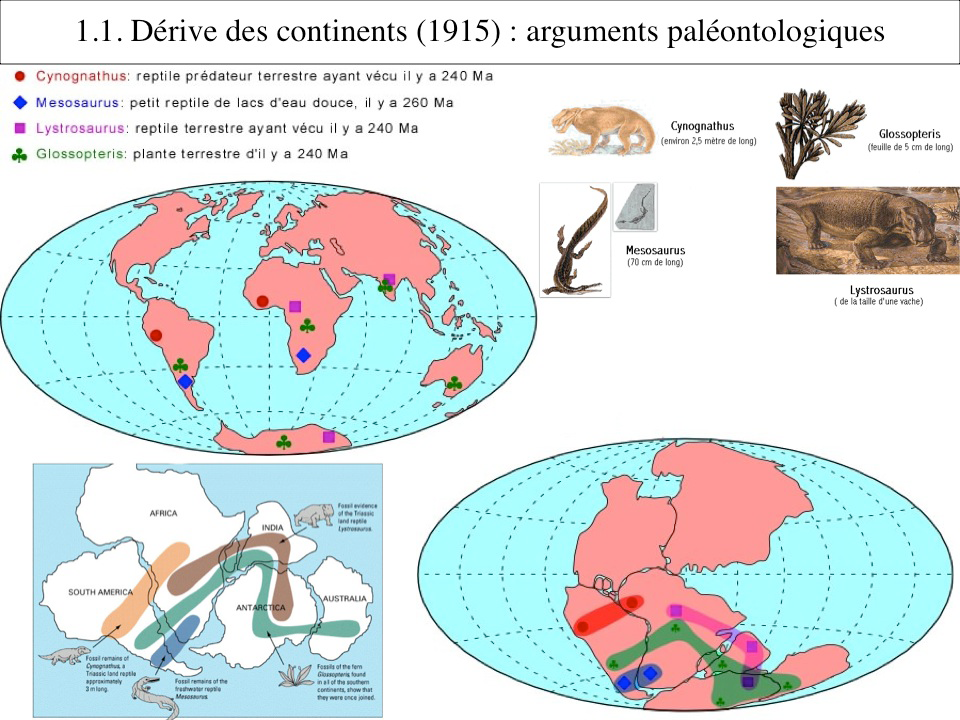 1.1. Dérive des continents (1915) : arguments paléontologiques
Cynognathus: reptile prédateur terrestre ayant vécu il y a 240 Ma
Mesosaurus: petit reptile de lacs d'eau douce, il y a 260 Ma
Lystrosaurus: reptile terrestre ayant vécu il y a 240 Ma
Glossopteris: plante terrestre d'il y a 240 Ma
Cynognathus
(environ 2,5 mètre de long)
Glossopteris
(feuille de 5 cm de long)
Mesosaurus
(70 cm de long)
Lystrosaurus
( de la taille d'une vache)
AFRICA
INDIA
SOUTH AMERICA
ANTARCTICA
AUSTRALIA
Fossil evidence
of the Triassic
land reptile
Lystrosaurus.
Fossil remains of
Cynognathus, a
Triassic land reptile
approximately
3 m long.
Fossil remains of the
freshwater reptile
Mesosaurus.
Fossils of the fern
Glossopteris, found
in all of the southern
continents, show that
they were once joined.